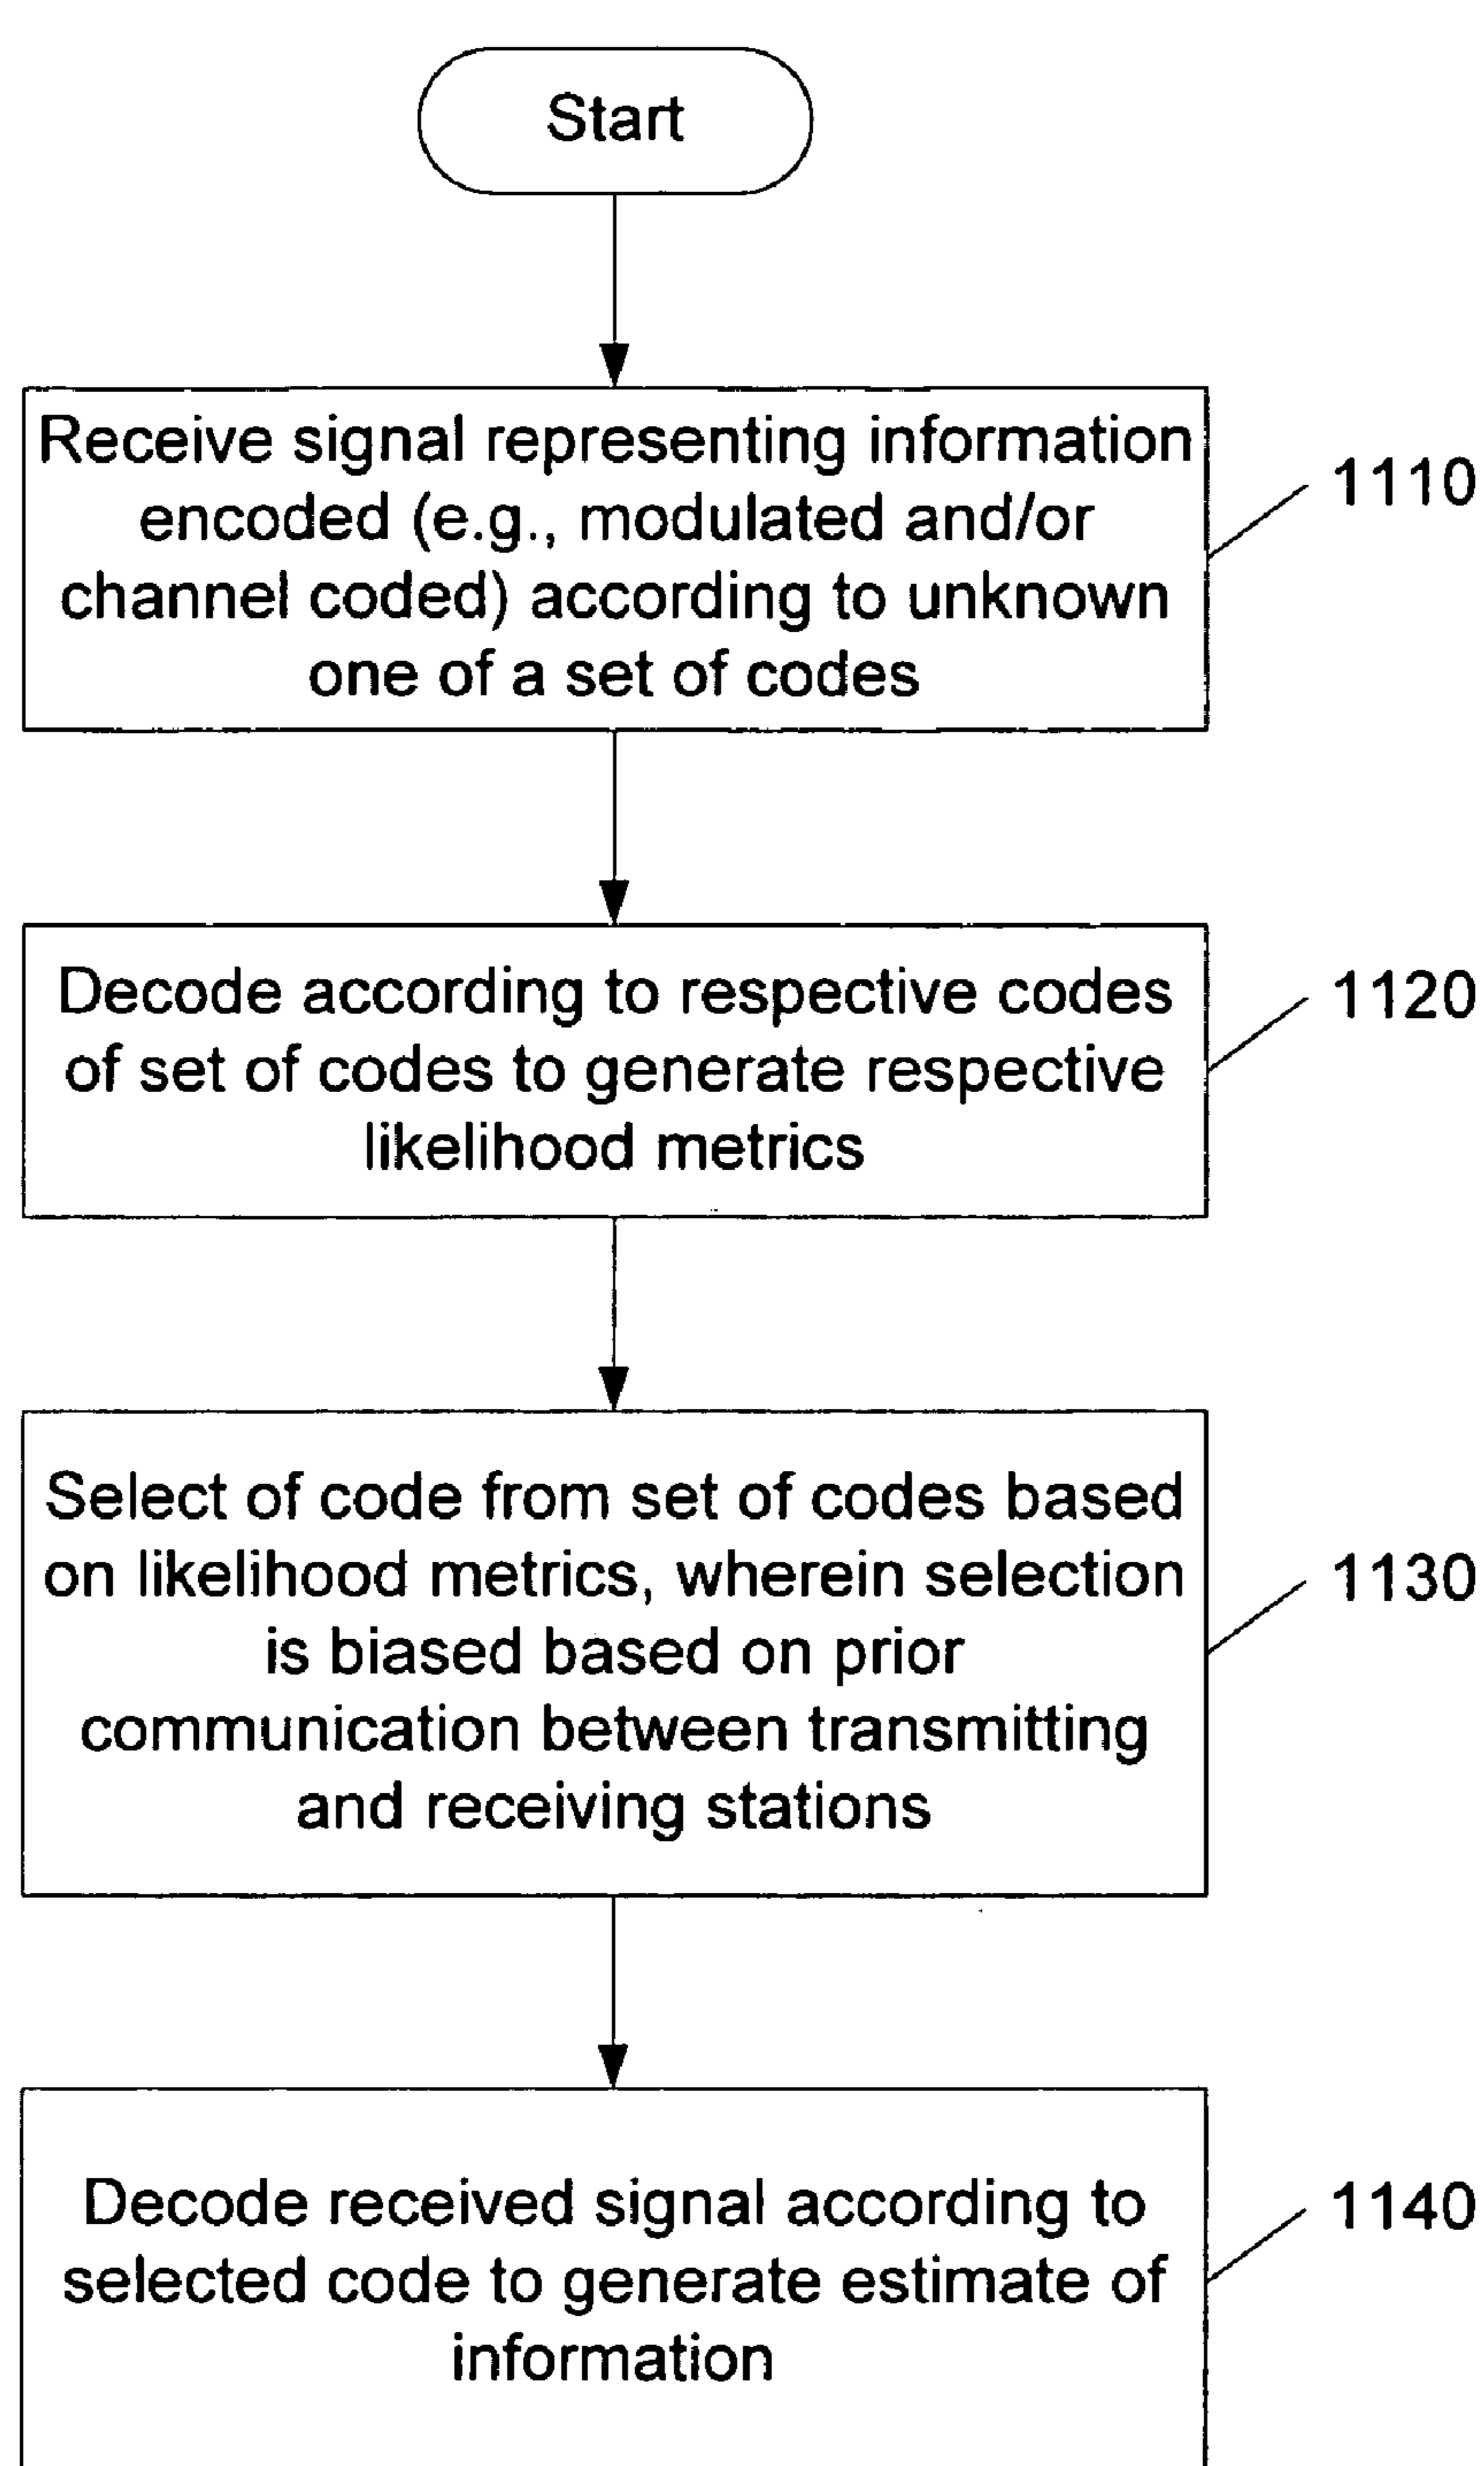 Start
Receive signal representing information
encoded (e.g., modulated and/or
channel coded) according to unknown
one of a set of codes
1110
Decode according to respective codes
of set of codes to generate respective
likelihood metrics
1120
Select of code from set of codes based
on likelihood metrics, wherein selection
is biased based on prior
communication between transmitting
and receiving stations
1130
Decode received signal according to
selected code to generate estimate of
information
1140